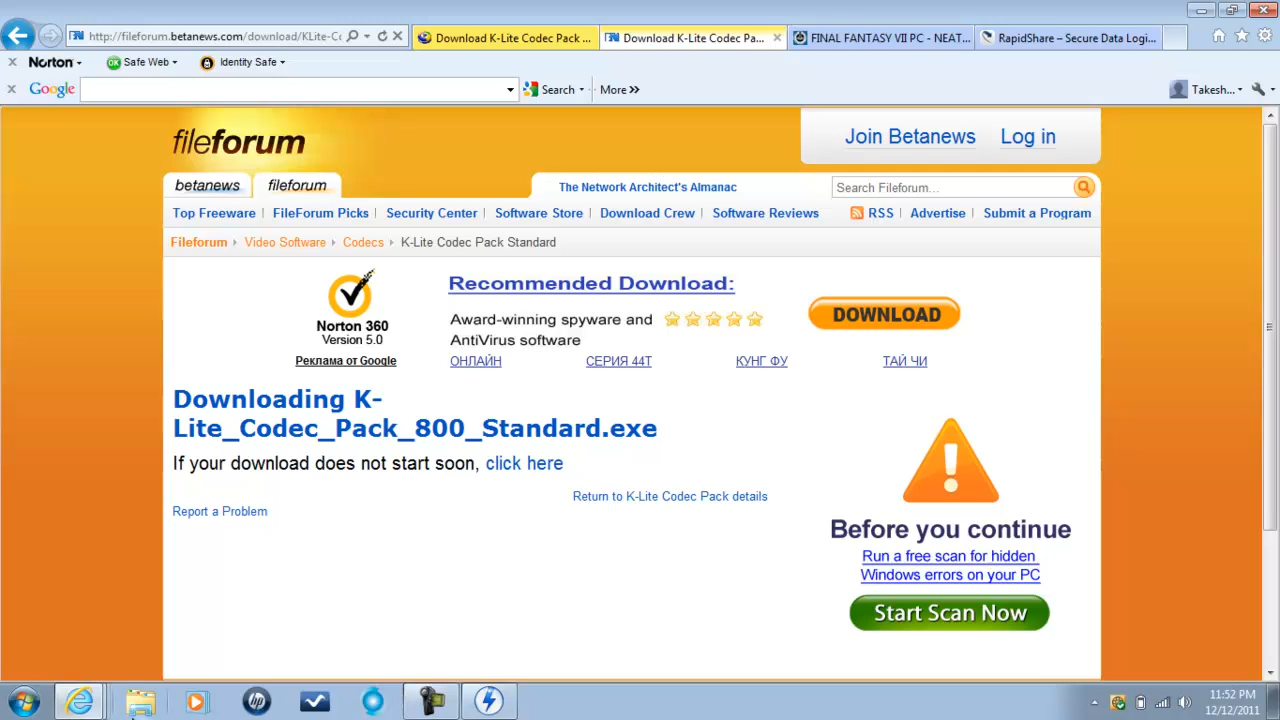 http://fileforum.betanews.com/download/KLite-Cc
Download K-Lite Codec Pack ...
Download K-Lite Codec Pa...
FINAL FANTASY VII PC - NEAT...
RapidShare – Secure Data Logi...
Norton
OK Safe Web
Identity Safe
Google
Search
More »
Takesh...
fileforum
Join Betanews
Log in
betanews
fileforum
The Network Architect's Almanac
Search Fileforum...
Top Freeware
FileForum Picks
Security Center
Software Store
Download Crew
Software Reviews
RSS
Advertise
Submit a Program
Fileforum
Video Software
Codecs
K-Lite Codec Pack Standard
Norton 360
Version 5.0
Реклама от Google
Recommended Download:
Award-winning spyware and
AntiVirus software
DOWNLOAD
ОНЛАЙН
СЕРИЯ 44Т
КУНГ ФУ
ТАЙ ЧИ
Downloading K-
Lite_Codec_Pack_800_Standard.exe
If your download does not start soon, click here
Return to K-Lite Codec Pack details
Report a Problem
Before you continue
Run a free scan for hidden
Windows errors on your PC
Start Scan Now
hp
11:52 PM
12/12/2011